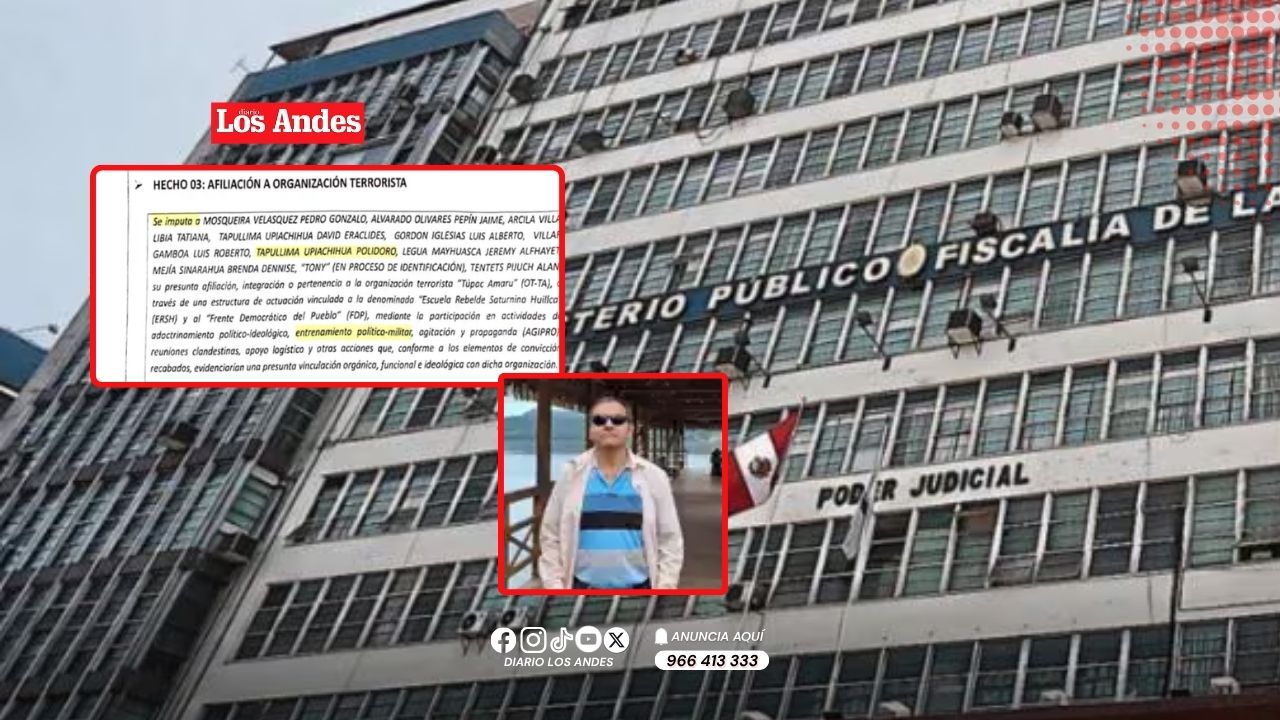 diario
Los Andes
HECHO 03: AFILIACIÓN A ORGANIZACIÓN TERRORISTA
Se imputa a MOSQUEIRA VELASQUEZ PEDRO GONZALO, ALVARADO OLIVARES PEPÍN JAIME, ARCILA VILLA
LIBIA TATIANA, TAPULLIMA UPIACHIHUA DAVID ERACLIDES, GORDON IGLESIAS LUIS ALBERTO, VILLAR
GAMBOA LUIS ROBERTO, TAPULLIMA UPIACHIHUA POLIDORO, LEGUA MAYHUASCA JEREMY ALFHAYET
MEJÍA SINARAHUA BRENDA DENNISE, "TONY" (EN PROCESO DE IDENTIFICACIÓN), TENTETS PIJUCH ALAN
su presunta afiliación, integración o pertenencia a la organización terrorista "Túpac Amaru" (OT-TA), a
través de una estructura de actuación vinculada a la denominada "Escuela Rebelde Saturnino Huillca
(ERSH) y al "Frente Democrático del Pueblo" (FDP), mediante la participación en actividades de
adoctrinamiento político-ideológico, entrenamiento político-militar, agitación y propaganda (AGIPRO)
reuniones clandestinas, apoyo logístico y otras acciones que, conforme a los elementos de convicción
recabados, evidenciarían una presunta vinculación orgánica, funcional e ideológica con dicha organización.
TERIO PÚBLICO FISCALÍA DE LA
PODER JUDICIAL
DIARIO LOS ANDES
ANUNCIA AQUÍ
966 413 333